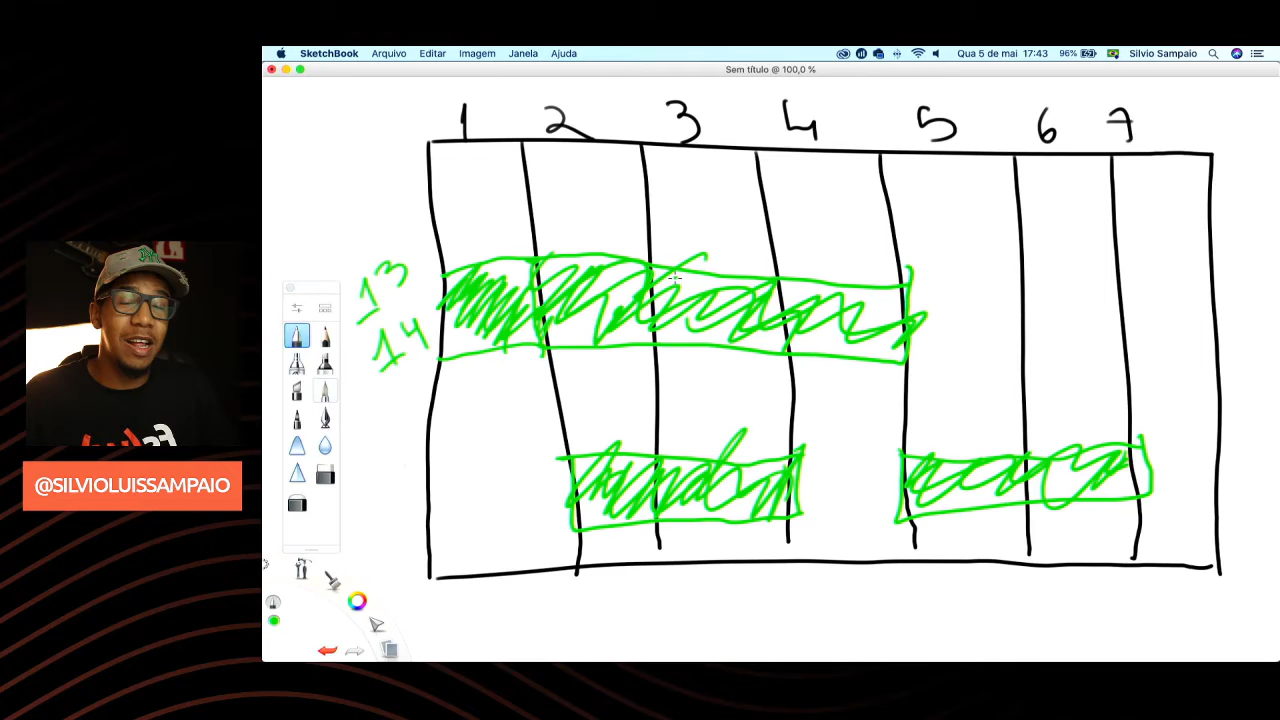 SketchBook Arquivo Editar Imagem Janela Ajuda Qua 5 de mai 17:43 96% Silvio Sampaio
Sem título @ 100,0 %
1 2 3 4 5 6 7
13
14
@SILVIOLUISSAMPAIO